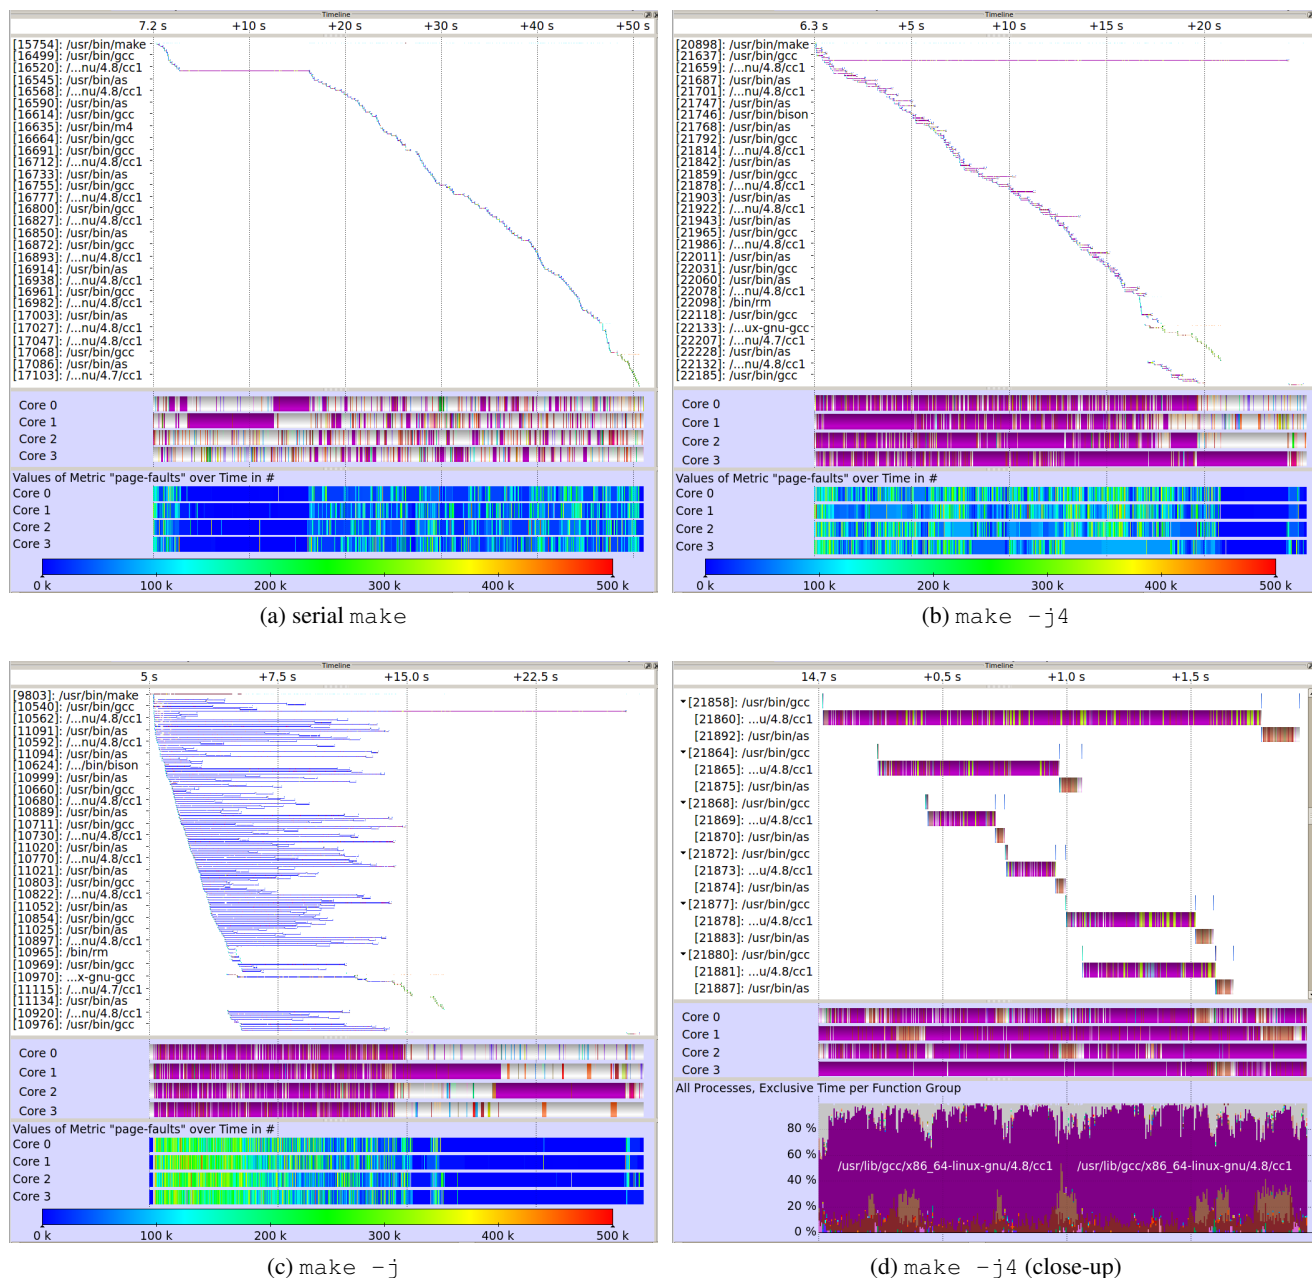 Timeline
7.2 s +10 s +20 s +30 s +40 s +50 s
[15754]: /usr/bin/make
[16499]: /usr/bin/gcc
[16520]: /...nu/4.8/cc1
[16545]: /usr/bin/as
[16568]: /...nu/4.8/cc1
[16590]: /usr/bin/as
[16614]: /usr/bin/gcc
[16635]: /usr/bin/m4
[16664]: /usr/bin/gcc
[16691]: /usr/bin/gcc
[16712]: /...nu/4.8/cc1
[16733]: /usr/bin/as
[16755]: /usr/bin/gcc
[16777]: /...nu/4.8/cc1
[16800]: /usr/bin/gcc
[16827]: /...nu/4.8/cc1
[16850]: /usr/bin/as
[16872]: /usr/bin/gcc
[16893]: /...nu/4.8/cc1
[16914]: /usr/bin/as
[16938]: /...nu/4.8/cc1
[16961]: /usr/bin/gcc
[16982]: /...nu/4.8/cc1
[17003]: /usr/bin/as
[17027]: /...nu/4.8/cc1
[17047]: /...nu/4.8/cc1
[17068]: /usr/bin/gcc
[17086]: /usr/bin/as
[17103]: /...nu/4.7/cc1
Core 0
Core 1
Core 2
Core 3
Values of Metric "page-faults" over Time in #
Core 0
Core 1
Core 2
Core 3
0 k 100 k 200 k 300 k 400 k 500 k
(a) serial make
Timeline
6.3 s +5 s +10 s +15 s +20 s
[20898]: /usr/bin/make
[21637]: /usr/bin/gcc
[21659]: /...nu/4.8/cc1
[21687]: /usr/bin/as
[21701]: /...nu/4.8/cc1
[21747]: /usr/bin/as
[21746]: /usr/bin/bison
[21768]: /usr/bin/as
[21792]: /usr/bin/gcc
[21814]: /...nu/4.8/cc1
[21842]: /usr/bin/as
[21859]: /usr/bin/gcc
[21878]: /...nu/4.8/cc1
[21903]: /usr/bin/as
[21922]: /...nu/4.8/cc1
[21943]: /usr/bin/as
[21965]: /usr/bin/gcc
[21986]: /...nu/4.8/cc1
[22011]: /usr/bin/as
[22031]: /usr/bin/gcc
[22060]: /usr/bin/as
[22078]: /...nu/4.8/cc1
[22098]: /bin/rm
[22118]: /usr/bin/gcc
[22133]: /...ux-gnu-gcc
[22207]: /...nu/4.7/cc1
[22228]: /usr/bin/as
[22132]: /...nu/4.8/cc1
[22185]: /usr/bin/gcc
Core 0
Core 1
Core 2
Core 3
Values of Metric "page-faults" over Time in #
Core 0
Core 1
Core 2
Core 3
0 k 100 k 200 k 300 k 400 k 500 k
(b) make -j4
Timeline
5 s +7.5 s +15.0 s +22.5 s
[9803]: /usr/bin/make
[10540]: /usr/bin/gcc
[10562]: /...nu/4.8/cc1
[11091]: /usr/bin/as
[10592]: /...nu/4.8/cc1
[11094]: /usr/bin/as
[10624]: /.../bin/bison
[10999]: /usr/bin/as
[10660]: /usr/bin/gcc
[10680]: /...nu/4.8/cc1
[10889]: /usr/bin/as
[10711]: /usr/bin/gcc
[10730]: /...nu/4.8/cc1
[11020]: /usr/bin/as
[10770]: /...nu/4.8/cc1
[11021]: /usr/bin/as
[10803]: /usr/bin/gcc
[10822]: /...nu/4.8/cc1
[11052]: /usr/bin/as
[10854]: /usr/bin/gcc
[11025]: /usr/bin/as
[10897]: /...nu/4.8/cc1
[10965]: /bin/rm
[10969]: /usr/bin/gcc
[10970]: ...x-gnu-gcc
[11115]: /...nu/4.7/cc1
[11134]: /usr/bin/as
[10920]: /...nu/4.8/cc1
[10976]: /usr/bin/gcc
Core 0
Core 1
Core 2
Core 3
Values of Metric "page-faults" over Time in #
Core 0
Core 1
Core 2
Core 3
0 k 100 k 200 k 300 k 400 k 500 k
(c) make -j
Timeline
14.7 s +0.5 s +1.0 s +1.5 s
[21858]: /usr/bin/gcc
[21860]: ...u/4.8/cc1
[21892]: /usr/bin/as
[21864]: /usr/bin/gcc
[21865]: ...u/4.8/cc1
[21875]: /usr/bin/as
[21868]: /usr/bin/gcc
[21869]: ...u/4.8/cc1
[21870]: /usr/bin/as
[21872]: /usr/bin/gcc
[21873]: ...u/4.8/cc1
[21874]: /usr/bin/as
[21877]: /usr/bin/gcc
[21878]: ...u/4.8/cc1
[21883]: /usr/bin/as
[21880]: /usr/bin/gcc
[21881]: ...u/4.8/cc1
[21887]: /usr/bin/as
Core 0
Core 1
Core 2
Core 3
All Processes, Exclusive Time per Function Group
80 %
60 %
/usr/lib/gcc/x86_64-linux-gnu/4.8/cc1 /usr/lib/gcc/x86_64-linux-gnu/4.8/cc1
40 %
20 %
0 %
(d) make -j4 (close-up)